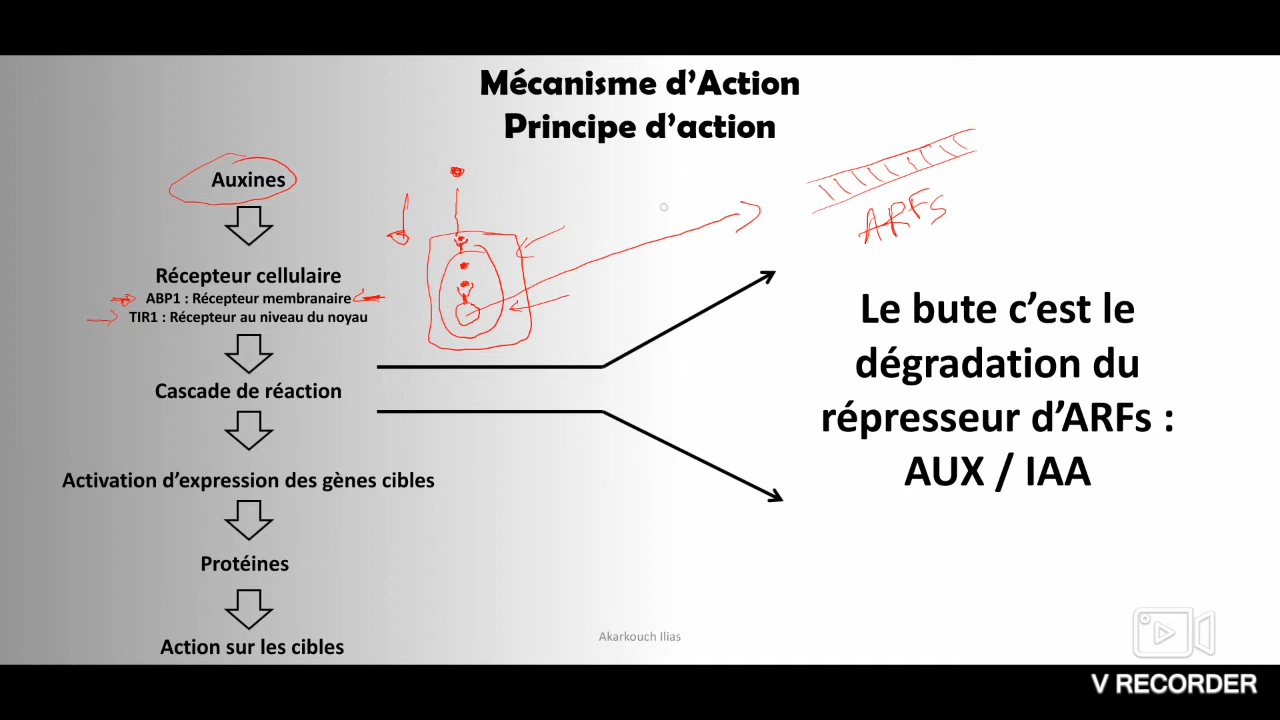 Mécanisme d'Action
Principe d'action
Auxines
Récepteur cellulaire
ABP1 : Récepteur membranaire
TIR1 : Récepteur au niveau du noyau
Cascade de réaction
Activation d'expression des gènes cibles
Protéines
Action sur les cibles
ARFs
Le bute c'est le
dégradation du
répresseur d'ARFs :
AUX / IAA
Akarkouch Ilias
V RECORDER